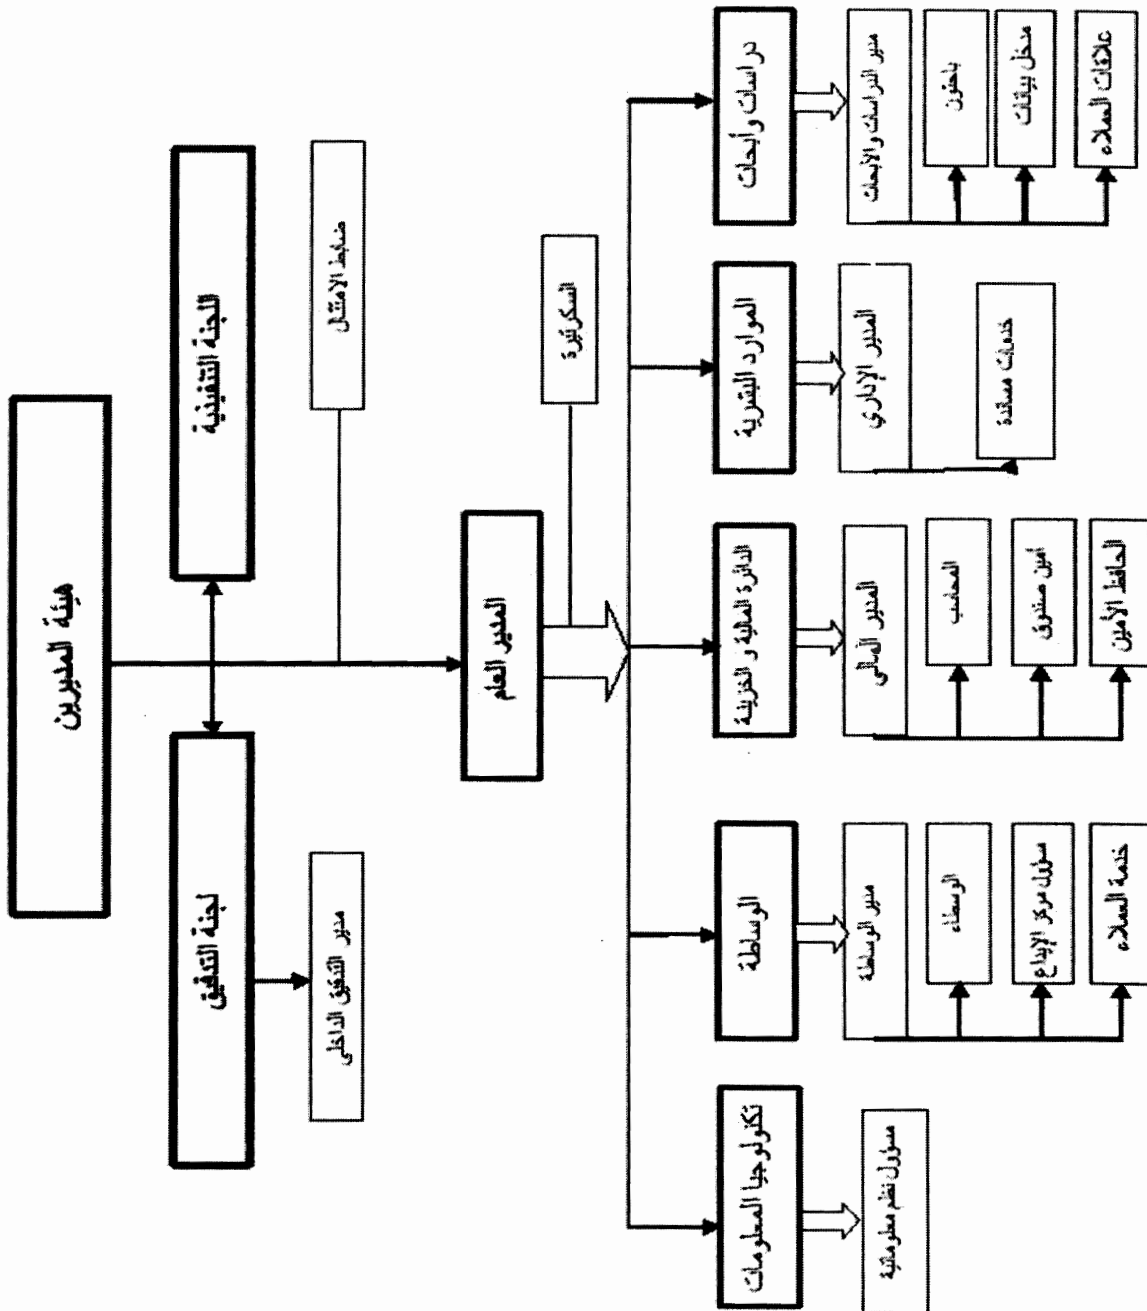 هيئة المديرين
اللجنة التنفيذية
لجنة التدقيق
ضابط الامتثال
مدير التدقيق الداخلي
المدير العام
السكرتيرة
دراسات وأبحاث
الموارد البشرية
الدائرة المالية و الخزينة
الوساطة
تكنولوجيا المعلومات
مدير الدراسات والأبحاث
المدير الإداري
المدير المالي
مدير الوساطة
مسؤول نظم معلوماتية
باحثون
مدخل بيانات
علاقات العملاء
خدمات مساندة
المحاسب
أمين صندوق
الحافظ الأمين
الوسطاء
مسؤول مركز الإيداع
خدمة العملاء